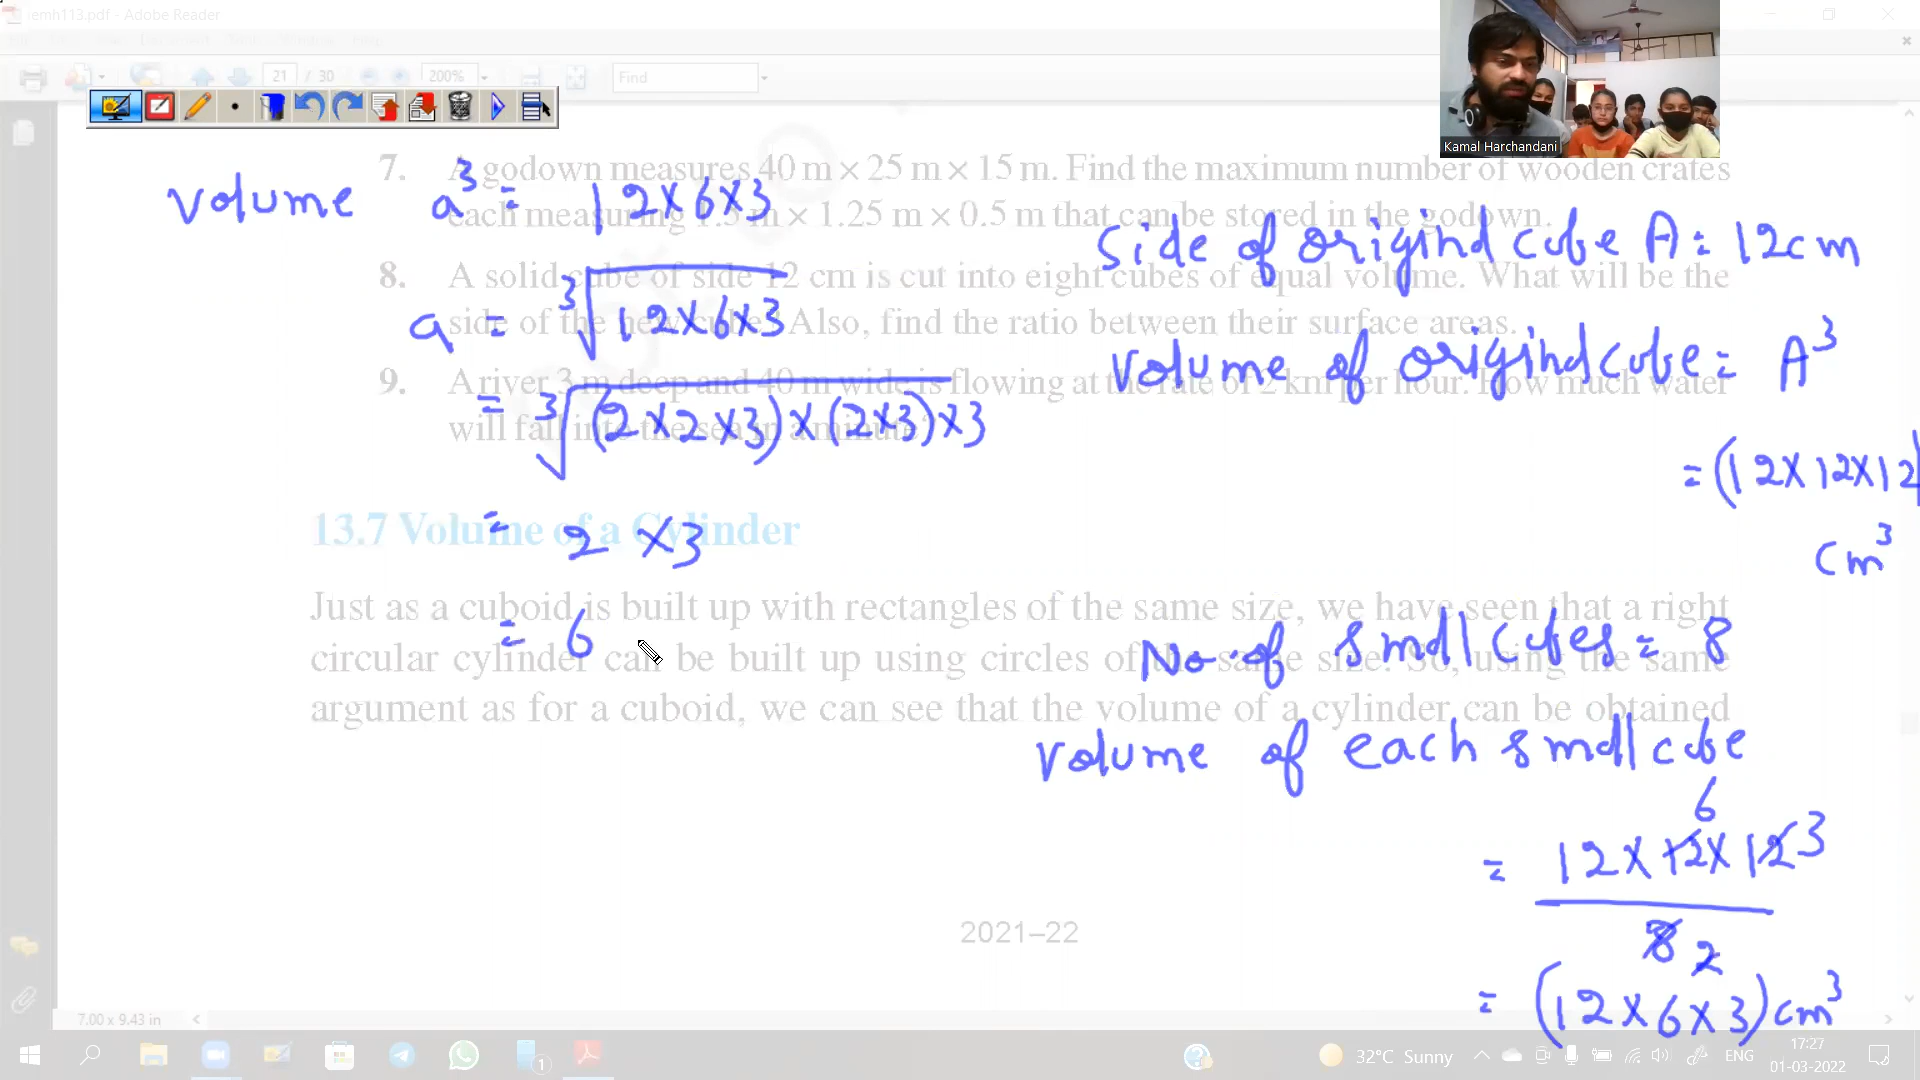 iemh113.pdf - Adobe Reader
21 / 30
200%
Find
Kamal Harchandani
7. A godown measures 40 m × 25 m × 15 m. Find the maximum number of wooden crates
each measuring 1.5 m × 1.25 m × 0.5 m that can be stored in the godown.
8. A solid cube of side 12 cm is cut into eight cubes of equal volume. What will be the
side of the new cube? Also, find the ratio between their surface areas.
9. A river 3 m deep and 40 m wide is flowing at the rate of 2 km per hour. How much water
will fall into the sea in a minute?
13.7 Volume of a Cylinder
Just as a cuboid is built up with rectangles of the same size, we have seen that a right
circular cylinder can be built up using circles of the same size. So, using the same
argument as for a cuboid, we can see that the volume of a cylinder can be obtained
2021–22
volume a³ = 12×6×3
a = ³√12×6×3
= ³√(2×2×3)×(2×3)×3
= 2×3
= 6
Side of original cube A = 12cm
Volume of original cube = A³
= (12×12×12)
cm³
No. of small cubes = 8
Volume of each small cube
6
= 12×12×12 3
8 2
= (12×6×3) cm³
7.00 x 9.43 in
1
32°C Sunny
ENG
17:27
01-03-2022